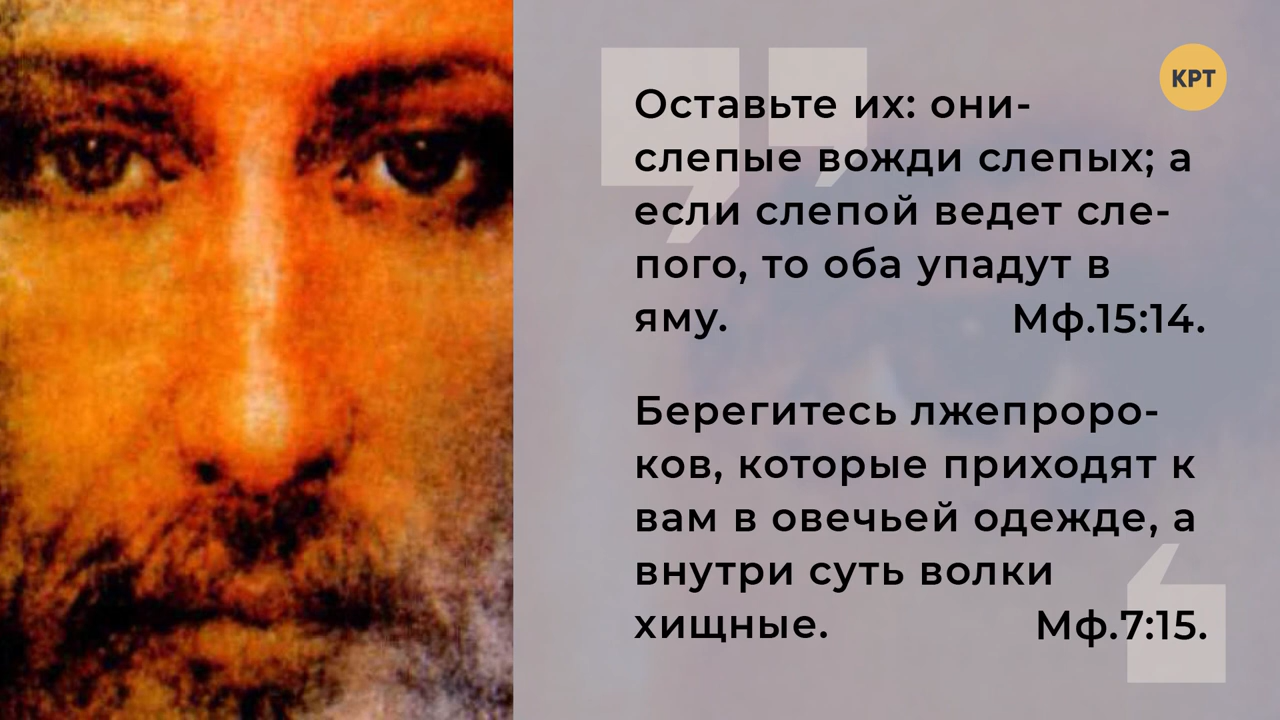 КРТ
Оставьте их: они-
слепые вожди слепых; а
если слепой ведет сле-
пого, то оба упадут в
яму. Мф.15:14.
Берегитесь лжепроро-
ков, которые приходят к
вам в овечьей одежде, а
внутри суть волки
хищные. Мф.7:15.